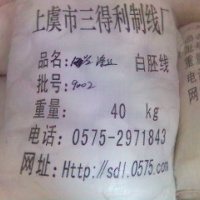 上虞市三得利制线厂
品名: 白胚线
批号: 9002
重量: 40 kg
电话: 0575-2971843
网址: Http://sdl.0575.com